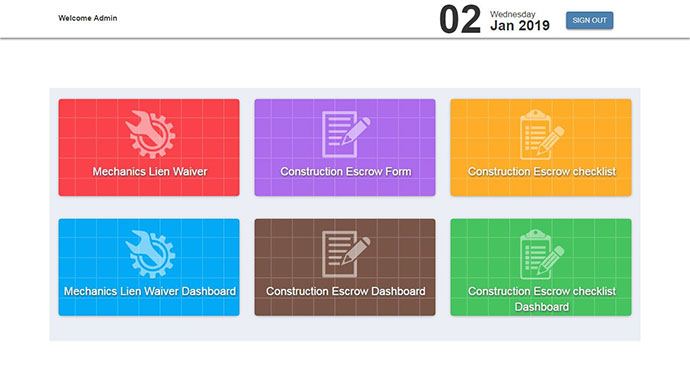 Welcome Admin
02
Wednesday
Jan 2019
SIGN OUT
Mechanics Lien Waiver
Construction Escrow Form
Construction Escrow checklist
Mechanics Lien Waiver Dashboard
Construction Escrow Dashboard
Construction Escrow checklist
Dashboard